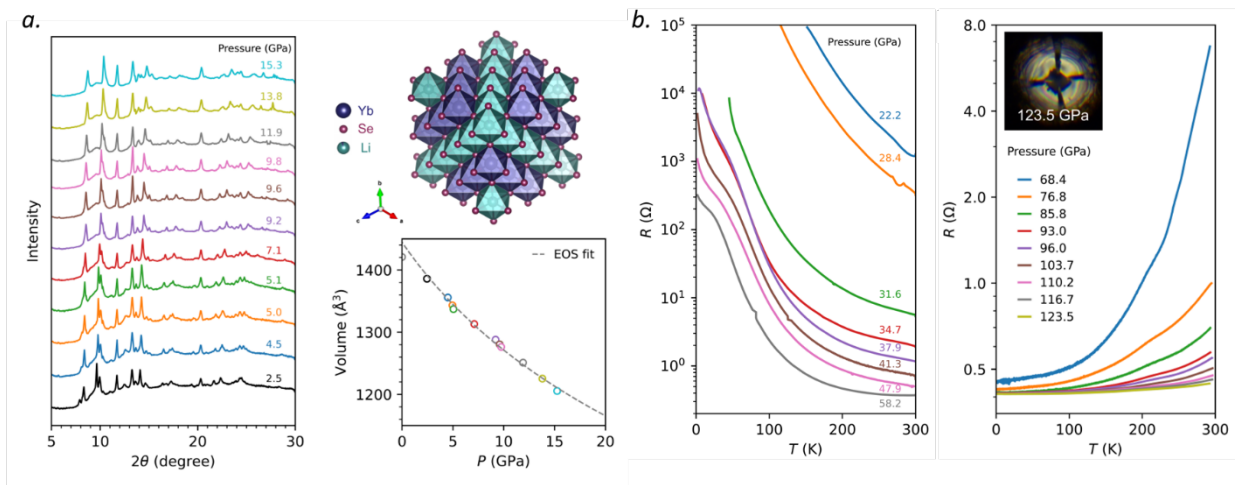 a.
Pressure (GPa)
15.3
13.8
11.9
9.8
9.6
9.2
7.1
5.1
5.0
4.5
2.5
Intensity
5 10 20 30
2θ (degree)
Yb
Se
Li
b
c
a
EOS fit
Volume (Å³)
1400
1300
1200
0 5 10 15 20
P (GPa)
b.
R (Ω)
10⁵
10⁴
10³
10²
10¹
10⁰
Pressure (GPa)
22.2
28.4
31.6
34.7
37.9
41.3
47.9
58.2
0 100 200 300
T (K)
R (Ω)
8.0
4.0
2.0
1.0
0.5
123.5 GPa
Pressure (GPa)
68.4
76.8
85.8
93.0
96.0
103.7
110.2
116.7
123.5
0 100 200 300
T (K)